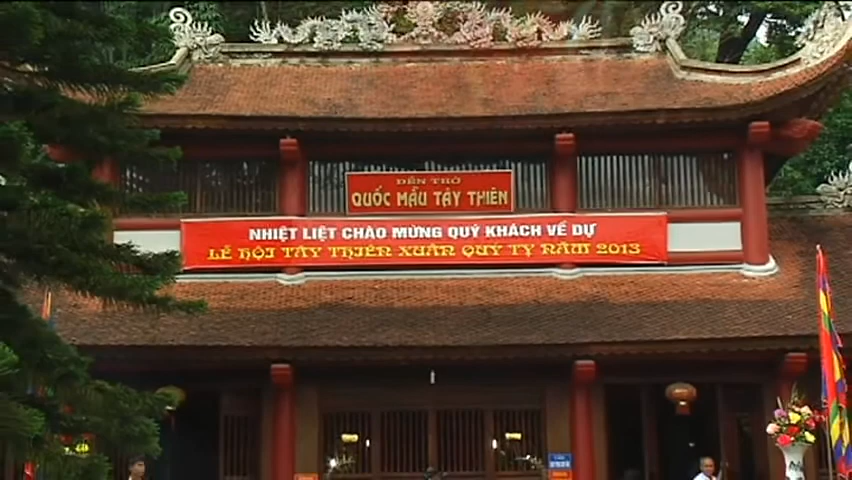 ĐỀN THỜ
QUỐC MẪU TÂY THIÊN
NHIỆT LIỆT CHÀO MỪNG QUÝ KHÁCH VỀ DỰ
LỄ HỘI TÂY THIÊN XUÂN QUÝ TỴ NĂM 2013